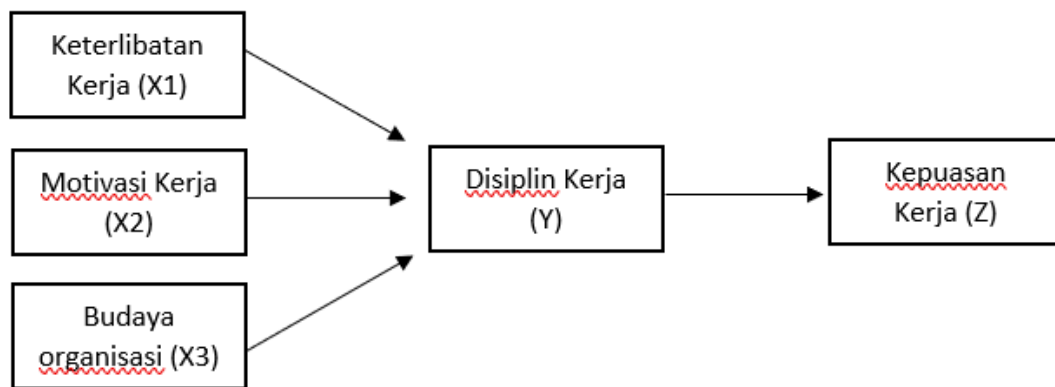 Keterlibatan
Kerja (X1)
Motivasi Kerja
(X2)
Budaya
organisasi (X3)
Disiplin Kerja
(Y)
Kepuasan
Kerja (Z)